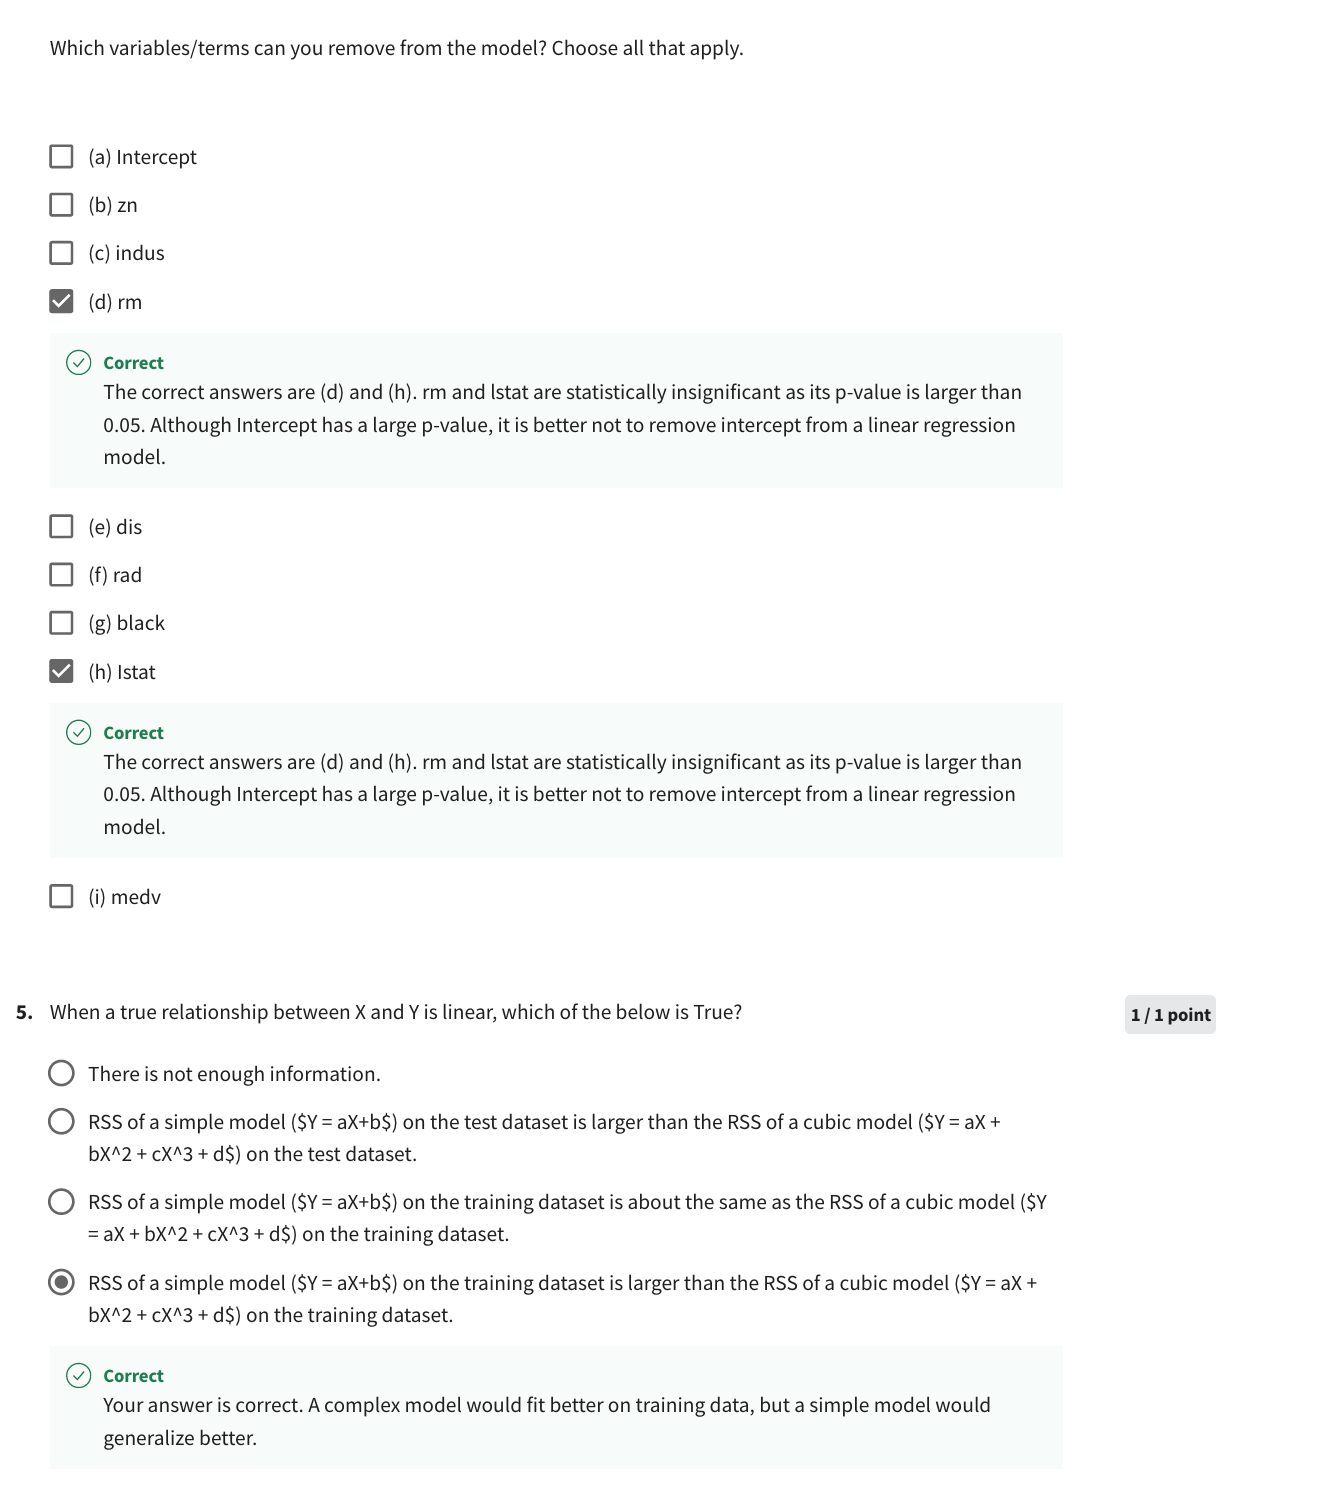 Which variables/terms can you remove from the model? Choose all that apply.
(a) Intercept
(b) zn
(c) indus
(d) rm
Correct
The correct answers are (d) and (h). rm and lstat are statistically insignificant as its p-value is larger than
0.05. Although Intercept has a large p-value, it is better not to remove intercept from a linear regression
model.
(e) dis
(f) rad
(g) black
(h) Istat
Correct
The correct answers are (d) and (h). rm and lstat are statistically insignificant as its p-value is larger than
0.05. Although Intercept has a large p-value, it is better not to remove intercept from a linear regression
model.
(i) medv
5. When a true relationship between X and Y is linear, which of the below is True?
1 / 1 point
There is not enough information.
RSS of a simple model ($Y = aX+b$) on the test dataset is larger than the RSS of a cubic model ($Y = aX +
bX^2 + cX^3 + d$) on the test dataset.
RSS of a simple model ($Y = aX+b$) on the training dataset is about the same as the RSS of a cubic model ($Y
= aX + bX^2 + cX^3 + d$) on the training dataset.
RSS of a simple model ($Y = aX+b$) on the training dataset is larger than the RSS of a cubic model ($Y = aX +
bX^2 + cX^3 + d$) on the training dataset.
Correct
Your answer is correct. A complex model would fit better on training data, but a simple model would
generalize better.